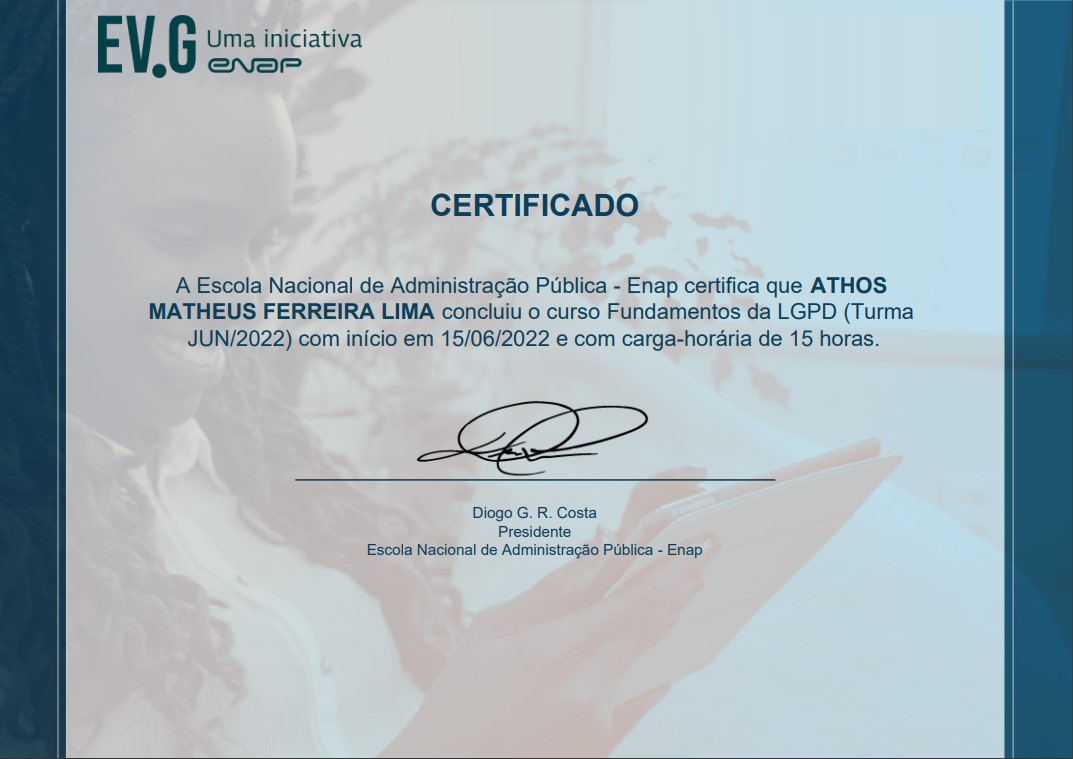 EV.G Uma iniciativa
enap
CERTIFICADO
A Escola Nacional de Administração Pública - Enap certifica que ATHOS
MATHEUS FERREIRA LIMA concluiu o curso Fundamentos da LGPD (Turma
JUN/2022) com início em 15/06/2022 e com carga-horária de 15 horas.
Diogo G. R. Costa
Presidente
Escola Nacional de Administração Pública - Enap